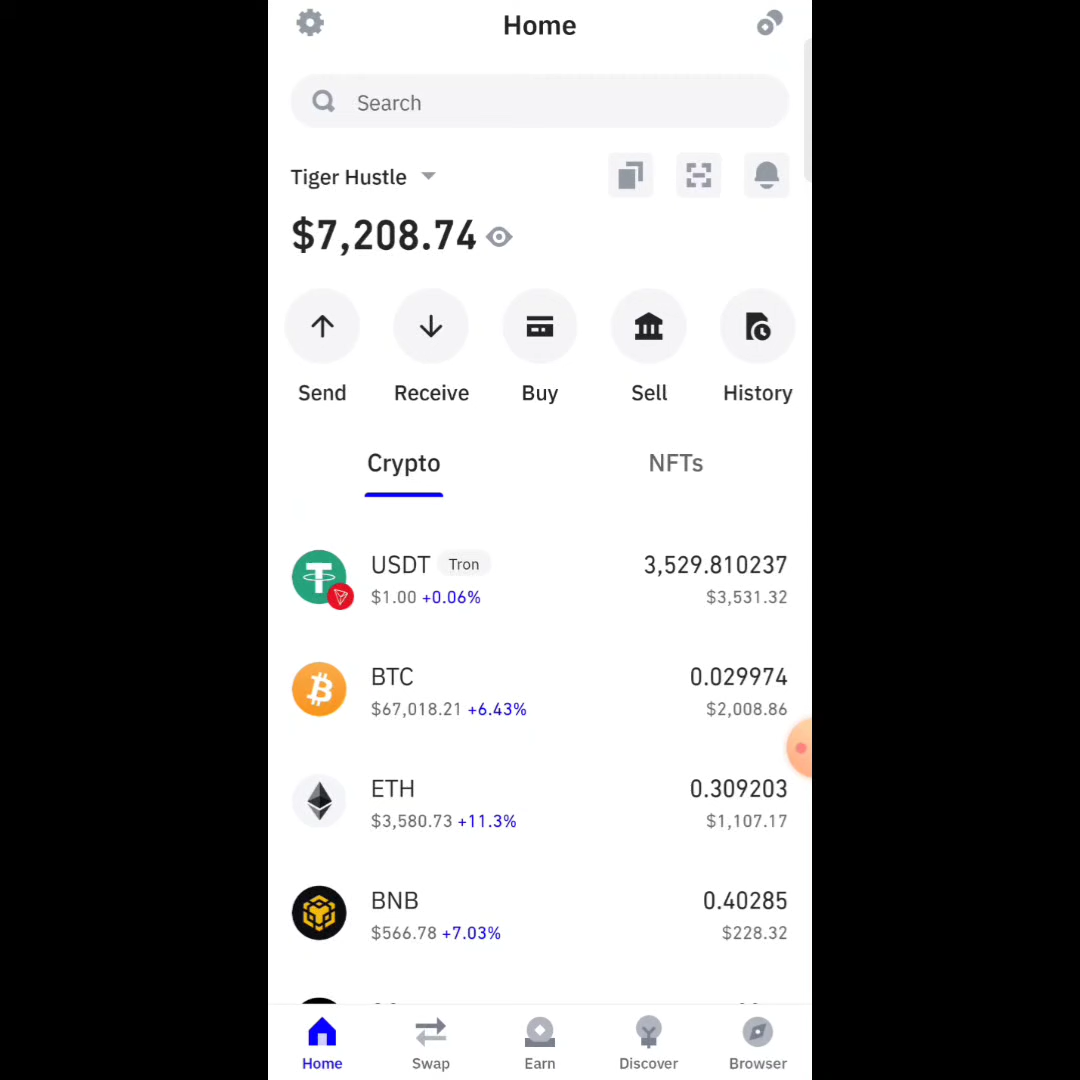 Home
Search
Tiger Hustle
$7,208.74
Send Receive Buy Sell History
Crypto NFTs
USDT Tron 3,529.810237
$1.00 +0.06% $3,531.32
BTC 0.029974
$67,018.21 +6.43% $2,008.86
ETH 0.309203
$3,580.73 +11.3% $1,107.17
BNB 0.40285
$566.78 +7.03% $228.32
Home Swap Earn Discover Browser